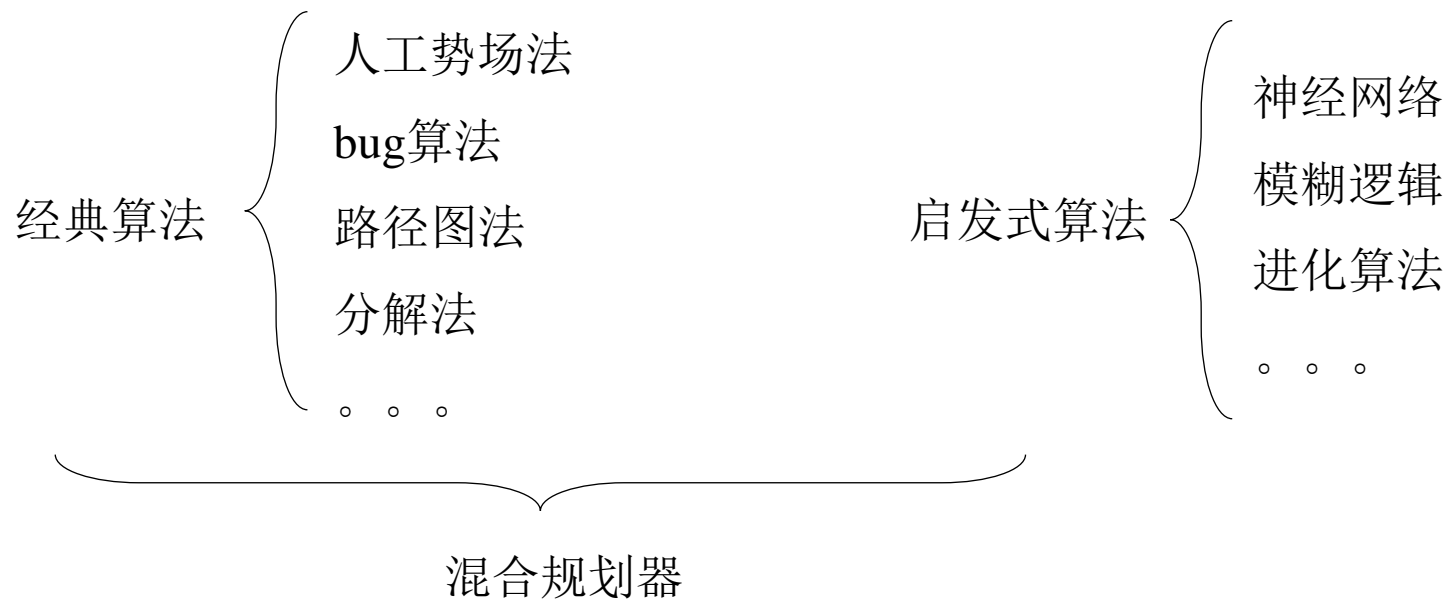 经典算法
人工势场法
bug算法
路径图法
分解法
。。。
启发式算法
神经网络
模糊逻辑
进化算法
。。。
混合规划器